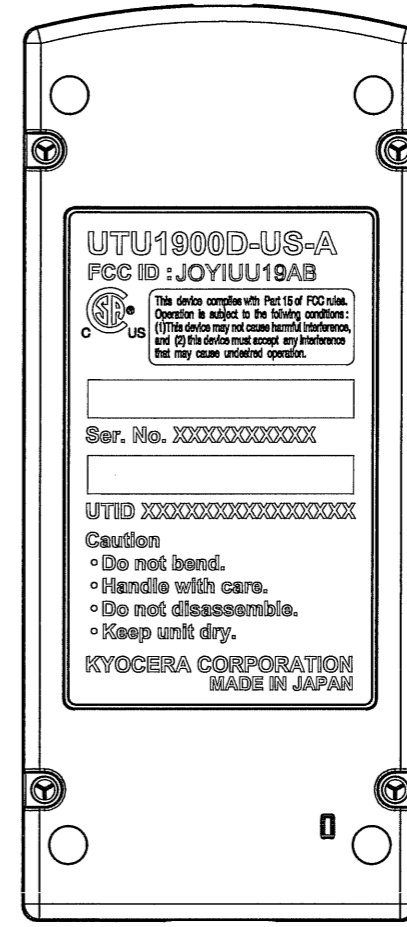 UTU1900D-US-A
FCC ID : JOYIUU19AB
This device complies with Part 15 of FCC rules.
Operation is subject to the follwing conditions :
(1)This device may not cause harmful interference,
and (2) this device must accept any interference
that may cause undesired operation.
SA ®
C US
Ser. No. XXXXXXXXXXX
UTID XXXXXXXXXXXXXXXX
Caution
∘ Do not bend.
∘ Handle with care.
∘ Do not disassemble.
∘ Keep unit dry.
KYOCERA CORPORATION
MADE IN JAPAN